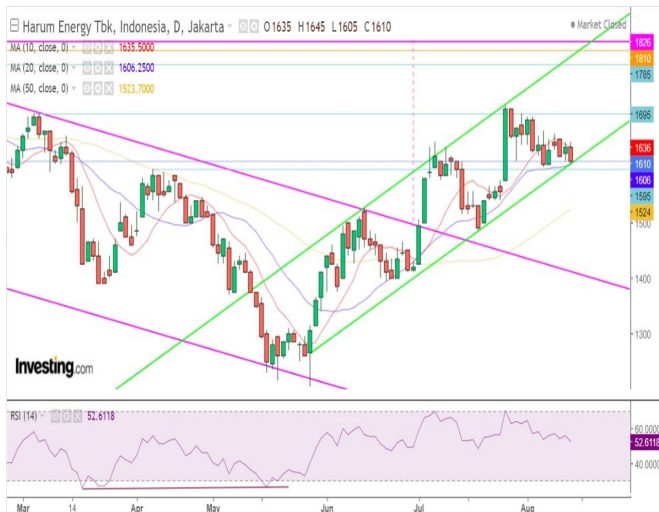 Harum Energy Tbk, Indonesia, D, Jakarta O1635 H1645 L1605 C1610 Market Closed
MA (10, close, 0) 1635.5000
MA (20, close, 0) 1606.2500
MA (50, close, 0) 1523.7000
1826
1810
1785
1695
1636
1610
1606
1595
1524
1500
1400
1300
Investing.com
RSI (14) 52.6118
60.0000
52.6118
40.0000
Mar 14 Apr May Jun Jul Aug